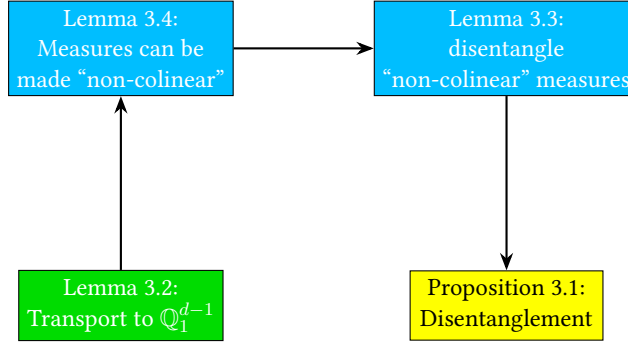 Lemma 3.4:
Measures can be
made “non-colinear”
Lemma 3.3:
disentangle
“non-colinear” measures
Lemma 3.2:
Transport to ℚ₁ᵈ⁻¹
Proposition 3.1:
Disentanglement